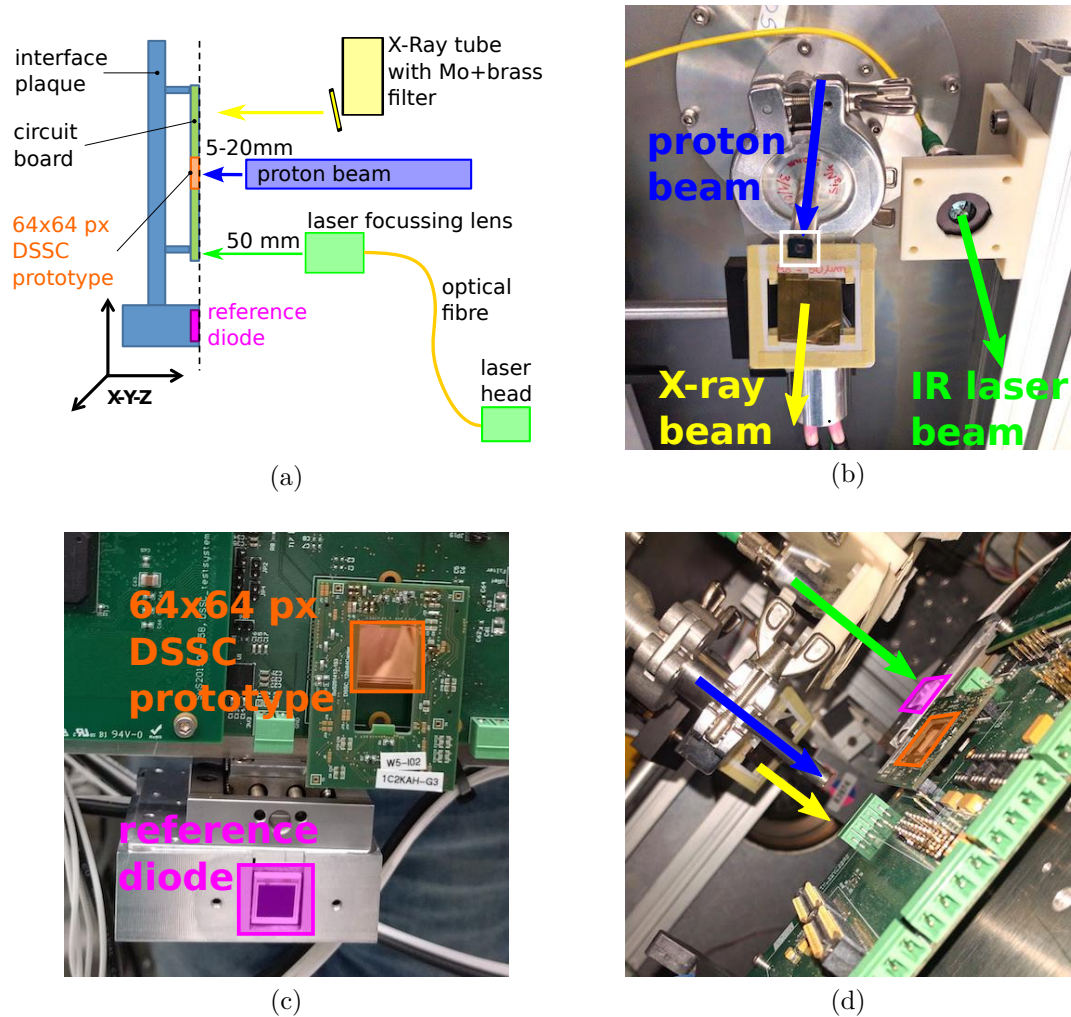 interface
plaque
circuit
board
64x64 px
DSSC
prototype
X-Ray tube
with Mo+brass
filter
5-20mm
proton beam
laser focussing lens
50 mm
optical
fibre
reference
diode
laser
head
X-Y-Z
(a)
proton
beam
X-ray
beam
IR laser
beam
(b)
64x64 px
DSSC
prototype
94V-0
W5-I02
1C2KAH-G3
reference
diode
(c)
(d)